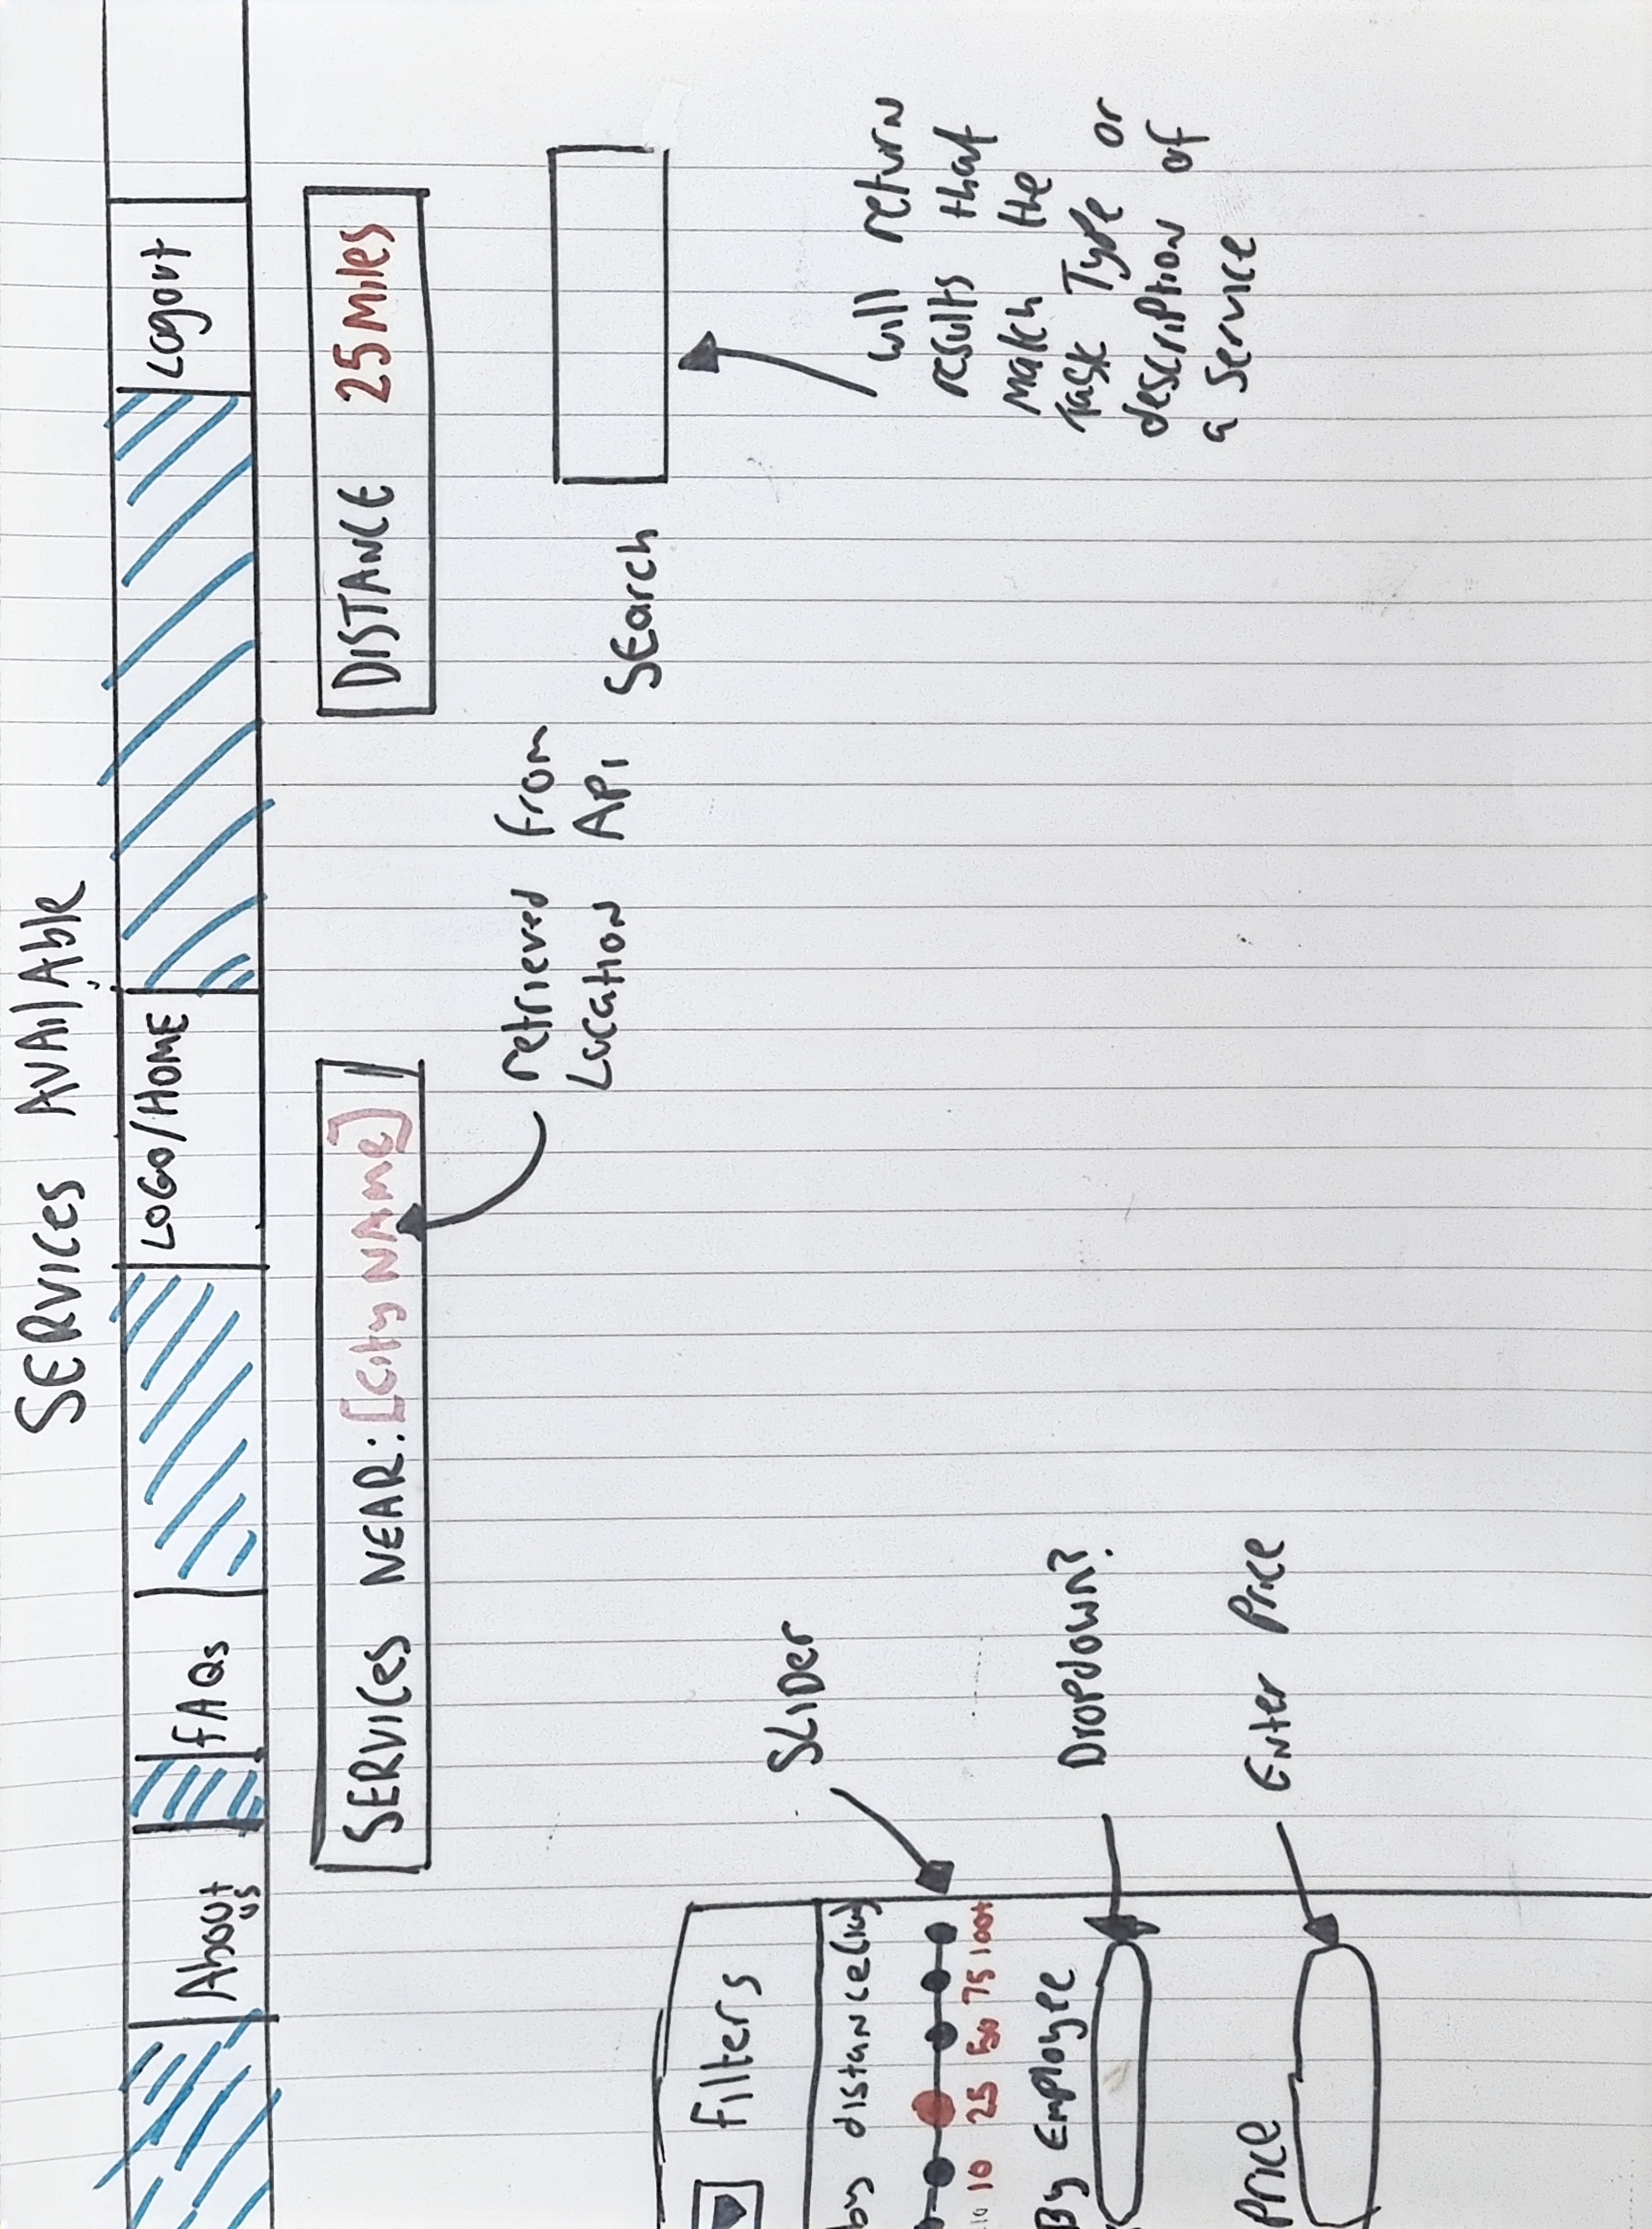 SERVICES AVAilAble
About us
fAQs
LOGO/HOME
Logout
SERVICES NEAR: [City NAme]
DISTANCE 25 Miles
retrieved from
Location API
Search
will return
results that
match the
Task Type or
description of
a service
Filters
by distance
SLIDer
10 25 50 75 100+
By Employee
Dropdown?
Price
Enter Price